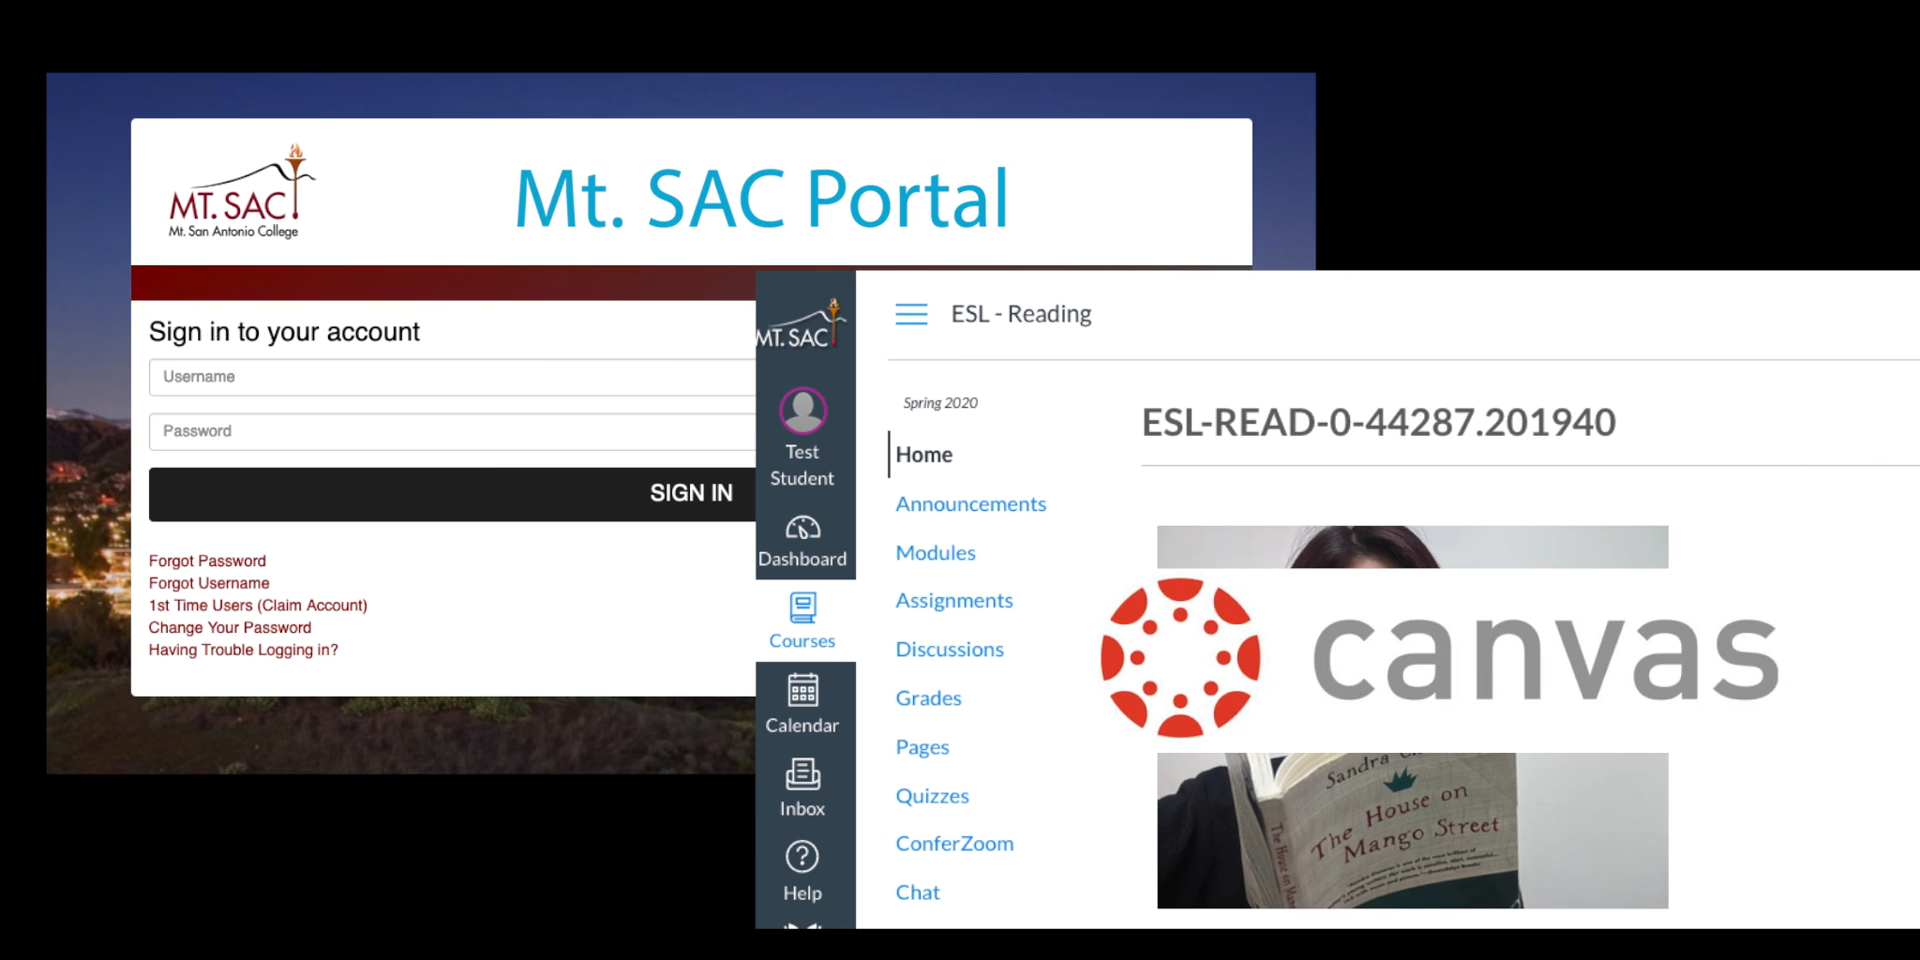 MT. SAC
Mt. San Antonio College
Mt. SAC Portal
Sign in to your account
Username
Password
SIGN IN
Forgot Password
Forgot Username
1st Time Users (Claim Account)
Change Your Password
Having Trouble Logging in?
MT. SAC
Test
Student
Dashboard
Courses
Calendar
Inbox
Help
ESL - Reading
Spring 2020
Home
Announcements
Modules
Assignments
Discussions
Grades
Pages
Quizzes
ConferZoom
Chat
ESL-READ-0-44287.201940
canvas
Sandra
The House on
Mango Street
The House on